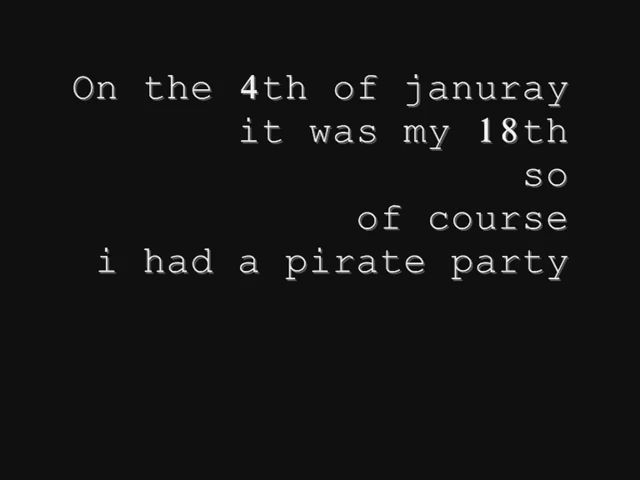 On the 4th of januray
it was my 18th
so
of course
i had a pirate party